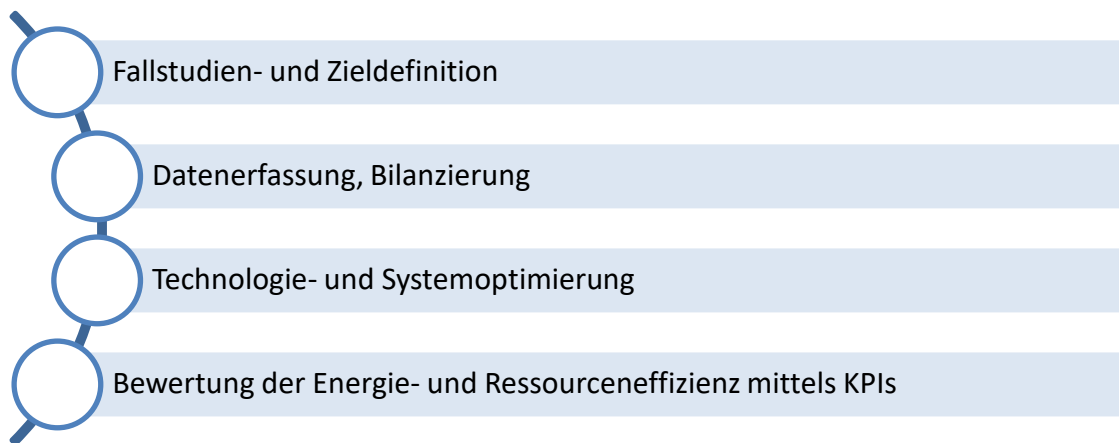 Fallstudien- und Zieldefinition
Datenerfassung, Bilanzierung
Technologie- und Systemoptimierung
Bewertung der Energie- und Ressourceneffizienz mittels KPIs